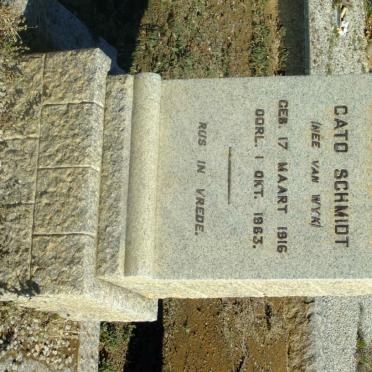 CATO SCHMIDT
(NEE VAN WYK)
GEB. 17 MAART 1916
OORL. 1 OKT. 1963.
RUS IN VREDE.